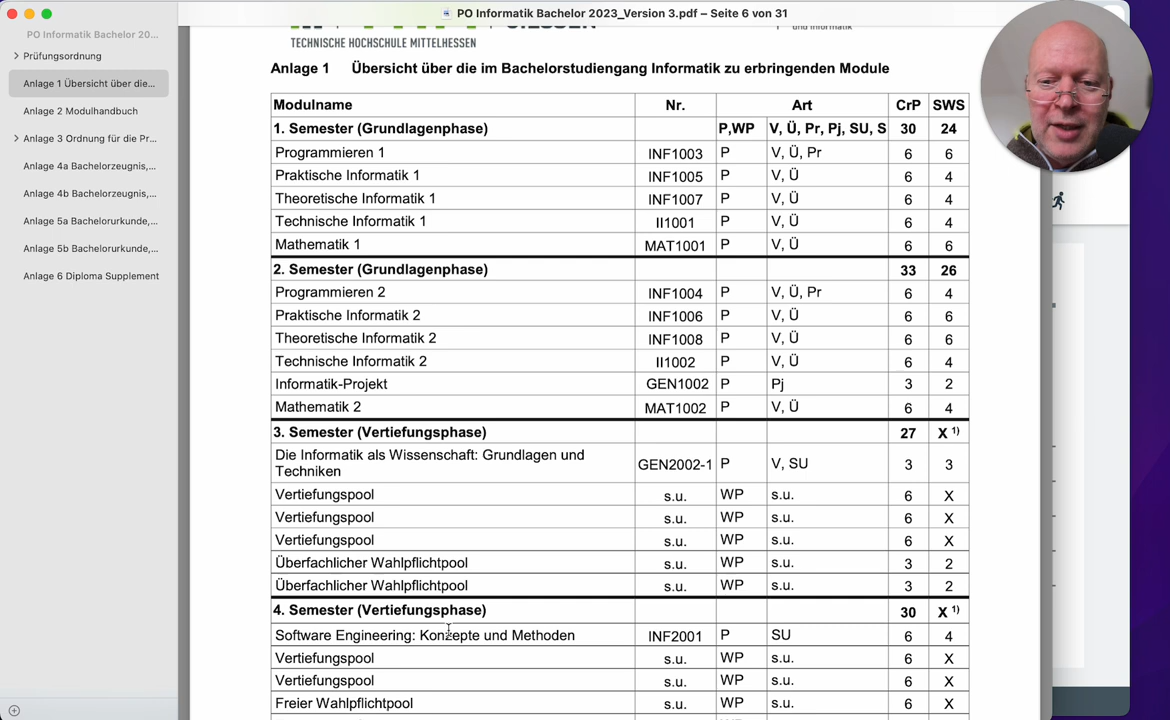 PO Informatik Bachelor 2023_Version 3.pdf – Seite 6 von 31
PO Informatik Bachelor 20...
Prüfungsordnung
Anlage 1 Übersicht über die...
Anlage 2 Modulhandbuch
Anlage 3 Ordnung für die Pr...
Anlage 4a Bachelorzeugnis,...
Anlage 4b Bachelorzeugnis,...
Anlage 5a Bachelorurkunde,...
Anlage 5b Bachelorurkunde,...
Anlage 6 Diploma Supplement
und Informatik
TECHNISCHE HOCHSCHULE MITTELHESSEN
Anlage 1 Übersicht über die im Bachelorstudiengang Informatik zu erbringenden Module
Modulname Nr. Art CrP SWS
1. Semester (Grundlagenphase) P,WP V, Ü, Pr, Pj, SU, S 30 24
Programmieren 1 INF1003 P V, Ü, Pr 6 6
Praktische Informatik 1 INF1005 P V, Ü 6 4
Theoretische Informatik 1 INF1007 P V, Ü 6 4
Technische Informatik 1 II1001 P V, Ü 6 4
Mathematik 1 MAT1001 P V, Ü 6 6
2. Semester (Grundlagenphase) 33 26
Programmieren 2 INF1004 P V, Ü, Pr 6 4
Praktische Informatik 2 INF1006 P V, Ü 6 6
Theoretische Informatik 2 INF1008 P V, Ü 6 6
Technische Informatik 2 II1002 P V, Ü 6 4
Informatik-Projekt GEN1002 P Pj 3 2
Mathematik 2 MAT1002 P V, Ü 6 4
3. Semester (Vertiefungsphase) 27 X 1)
Die Informatik als Wissenschaft: Grundlagen und
Techniken GEN2002-1 P V, SU 3 3
Vertiefungspool s.u. WP s.u. 6 X
Vertiefungspool s.u. WP s.u. 6 X
Vertiefungspool s.u. WP s.u. 6 X
Überfachlicher Wahlpflichtpool s.u. WP s.u. 3 2
Überfachlicher Wahlpflichtpool s.u. WP s.u. 3 2
4. Semester (Vertiefungsphase) 30 X 1)
Software Engineering: Konzepte und Methoden INF2001 P SU 6 4
Vertiefungspool s.u. WP s.u. 6 X
Vertiefungspool s.u. WP s.u. 6 X
Freier Wahlpflichtpool s.u. WP s.u. 6 X